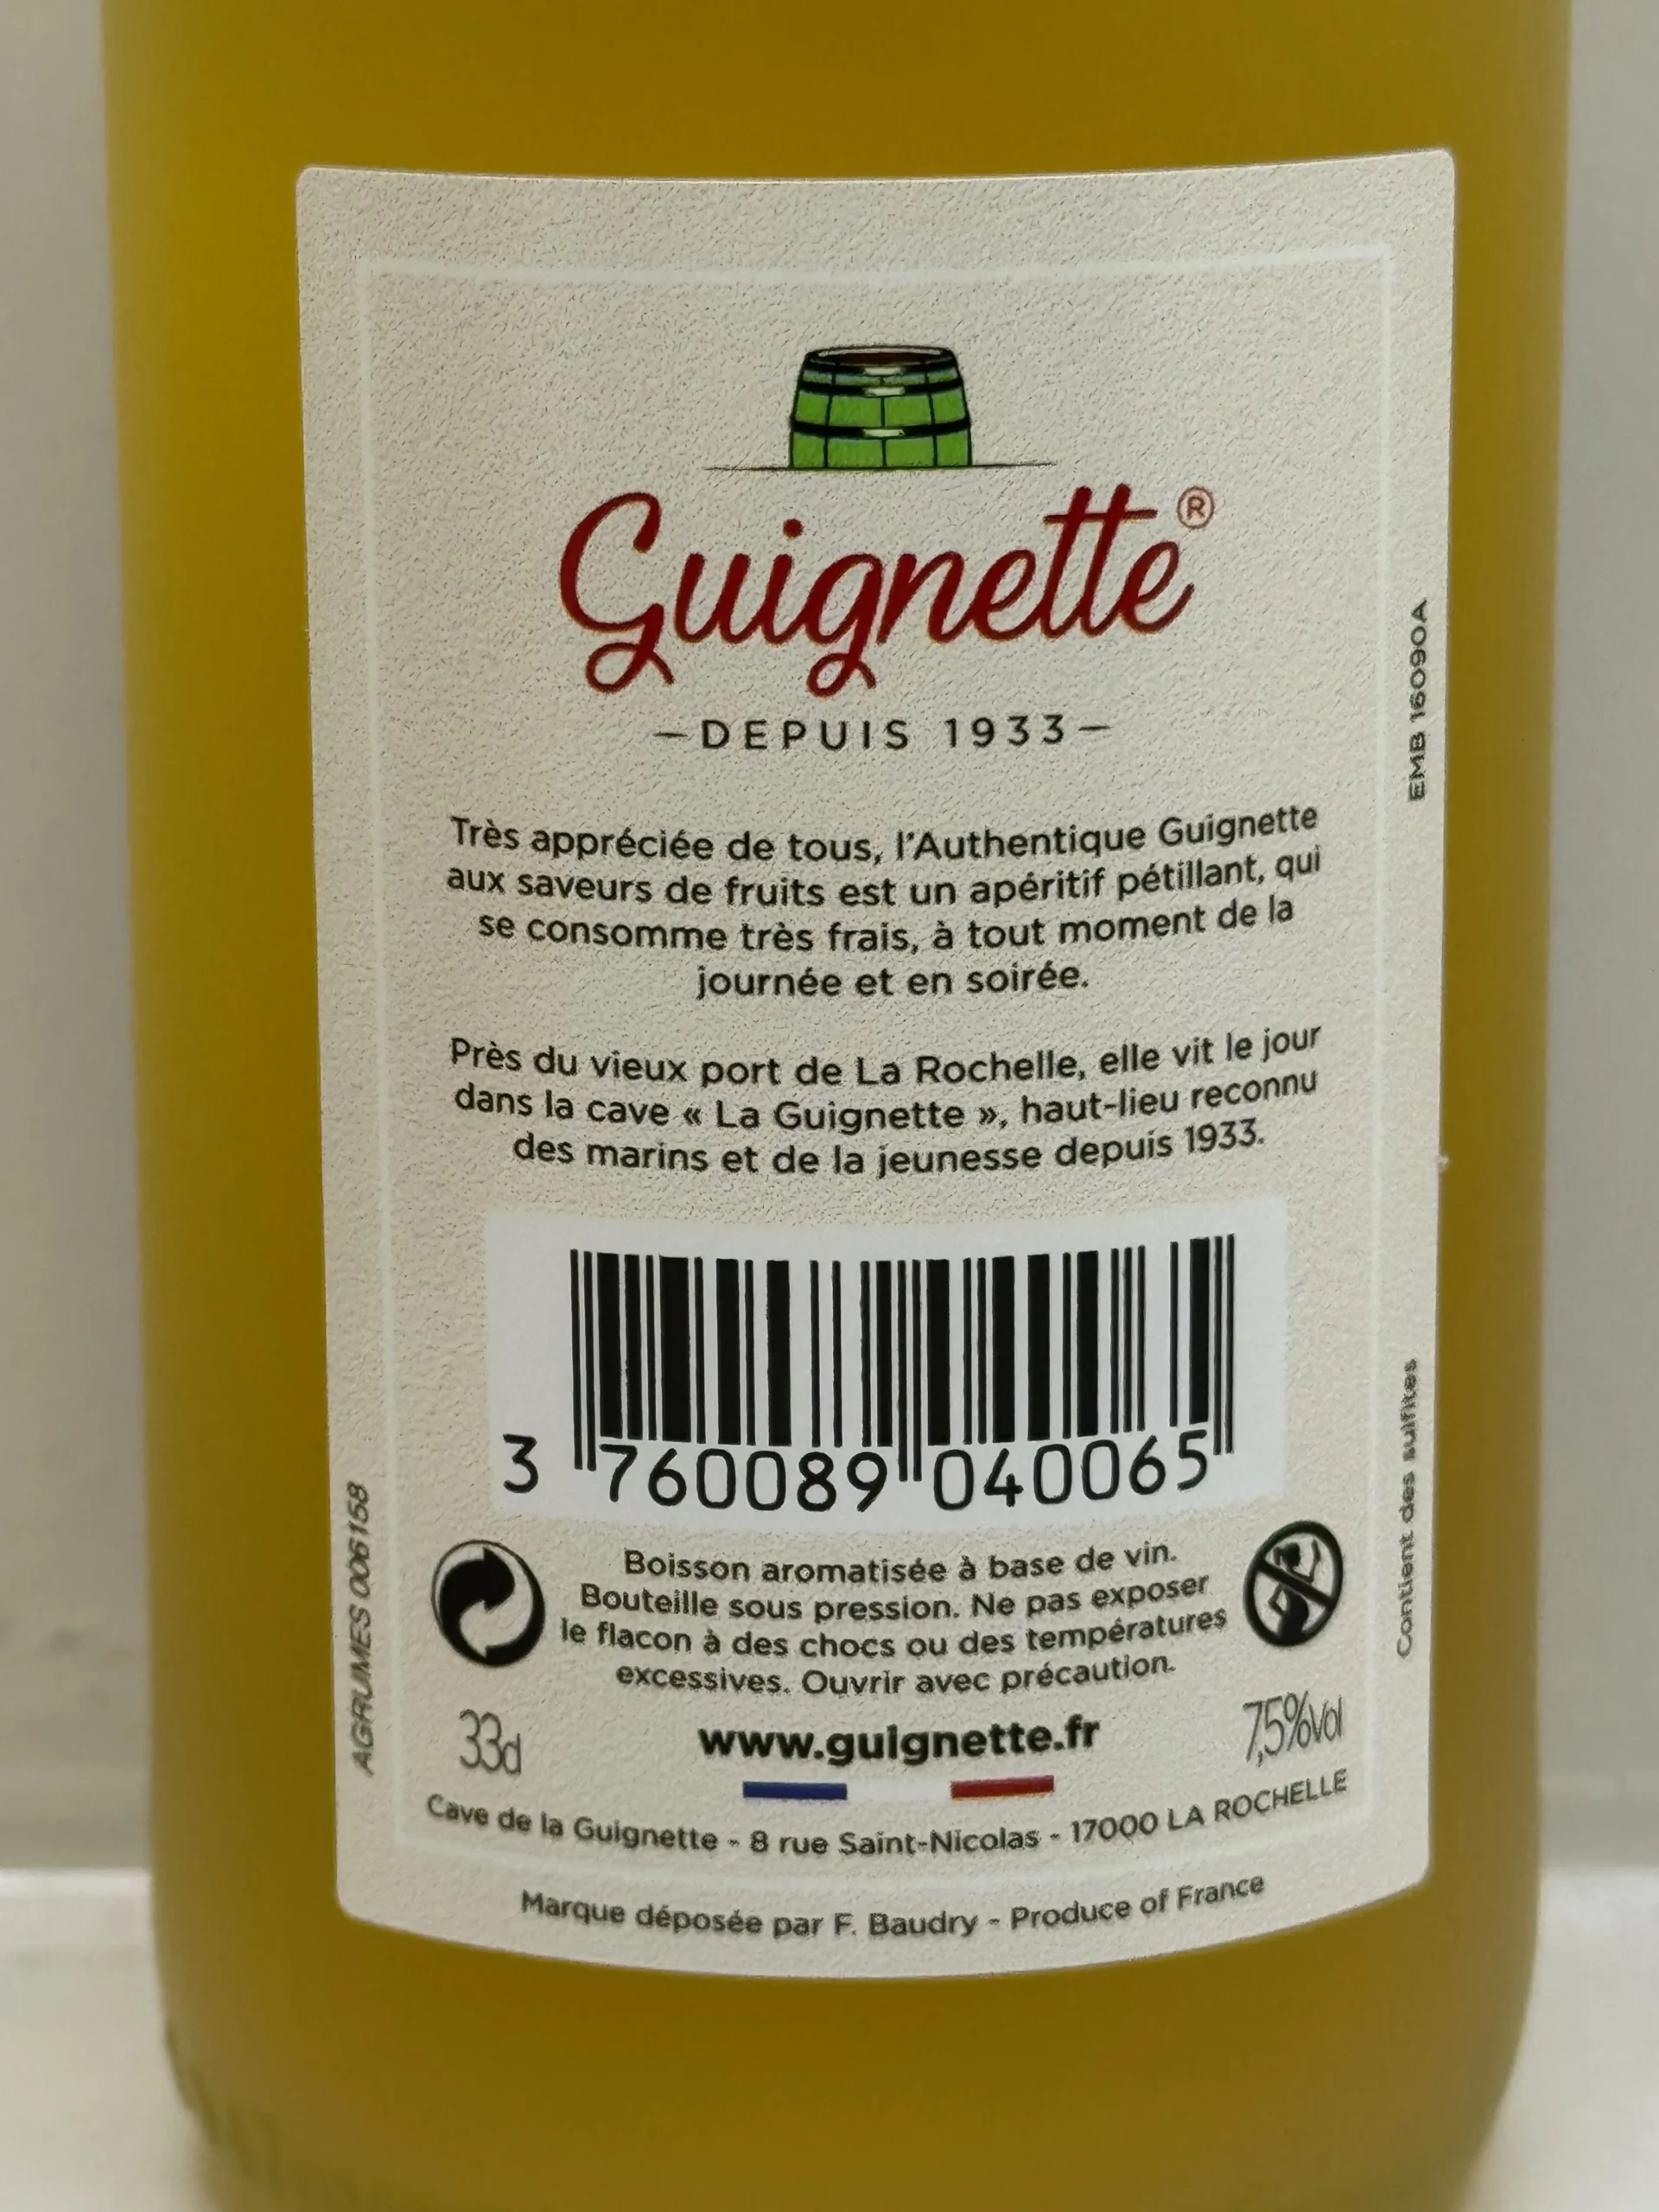 Guignette®
—DEPUIS 1933—
Très appréciée de tous, l'Authentique Guignette
aux saveurs de fruits est un apéritif pétillant, qui
se consomme très frais, à tout moment de la
journée et en soirée.
Près du vieux port de La Rochelle, elle vit le jour
dans la cave « La Guignette », haut-lieu reconnu
des marins et de la jeunesse depuis 1933.
3 760089 040065
Boisson aromatisée à base de vin.
Bouteille sous pression. Ne pas exposer
le flacon à des chocs ou des températures
excessives. Ouvrir avec précaution.
33cl
www.guignette.fr
7,5%vol
Cave de la Guignette - 8 rue Saint-Nicolas - 17000 LA ROCHELLE
Marque déposée par F. Baudry - Produce of France
AGRUMES 006158
EMB 16090A
Contient des sulfites